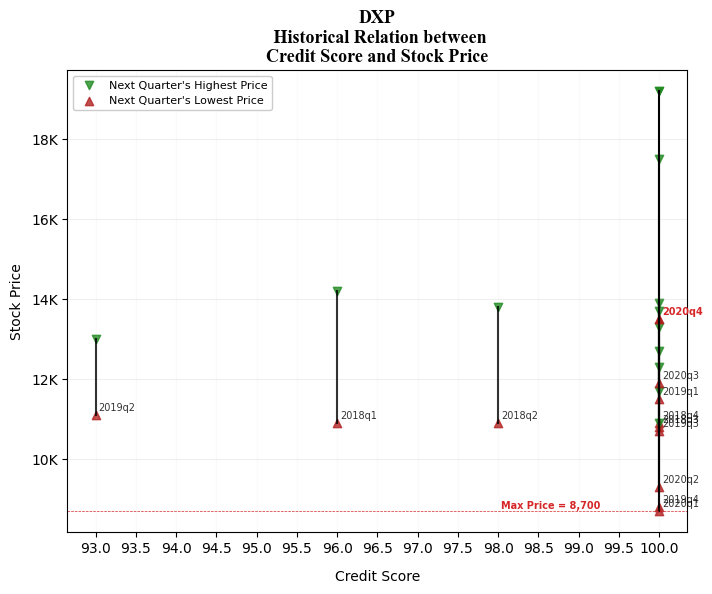 DXP
Historical Relation between
Credit Score and Stock Price
Next Quarter's Highest Price
Next Quarter's Lowest Price
18K
16K
14K
12K
10K
Stock Price
2020q4
2020q3
2019q1
2019q2
2018q1
2018q2
2018q4
2018q3
2019q3
2020q2
2019q4
2020q1
Max Price = 8,700
93.0 93.5 94.0 94.5 95.0 95.5 96.0 96.5 97.0 97.5 98.0 98.5 99.0 99.5 100.0
Credit Score